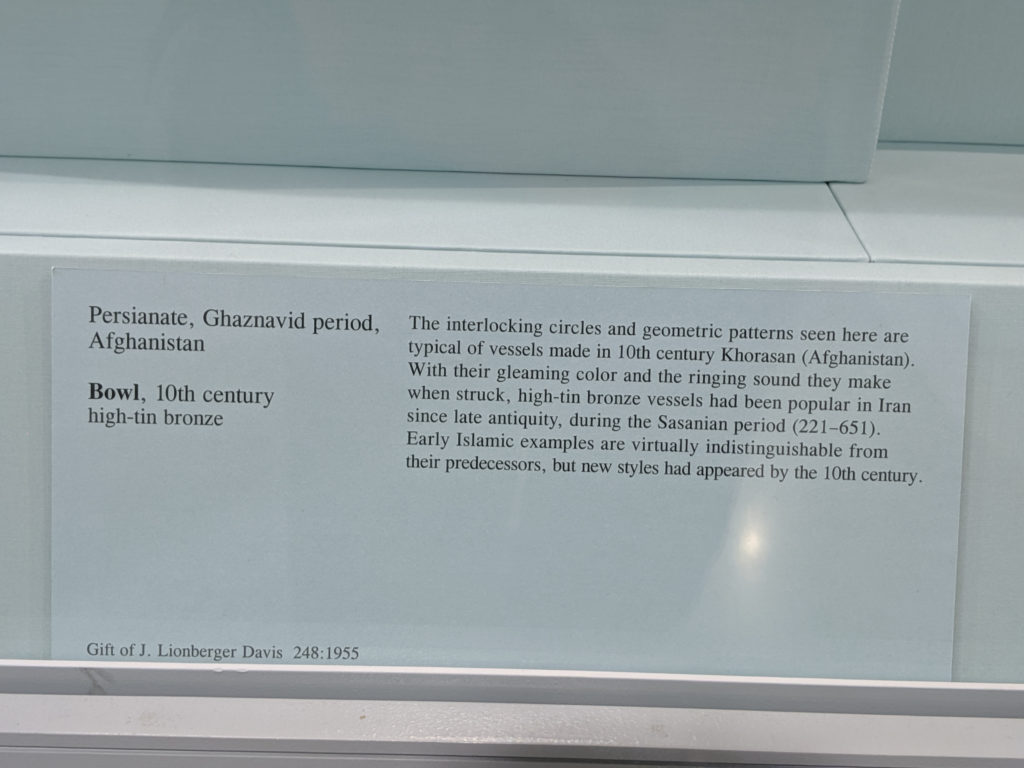 Persianate, Ghaznavid period,
Afghanistan
Bowl, 10th century
high-tin bronze
The interlocking circles and geometric patterns seen here are
typical of vessels made in 10th century Khorasan (Afghanistan).
With their gleaming color and the ringing sound they make
when struck, high-tin bronze vessels had been popular in Iran
since late antiquity, during the Sasanian period (221–651).
Early Islamic examples are virtually indistinguishable from
their predecessors, but new styles had appeared by the 10th century.
Gift of J. Lionberger Davis 248:1955